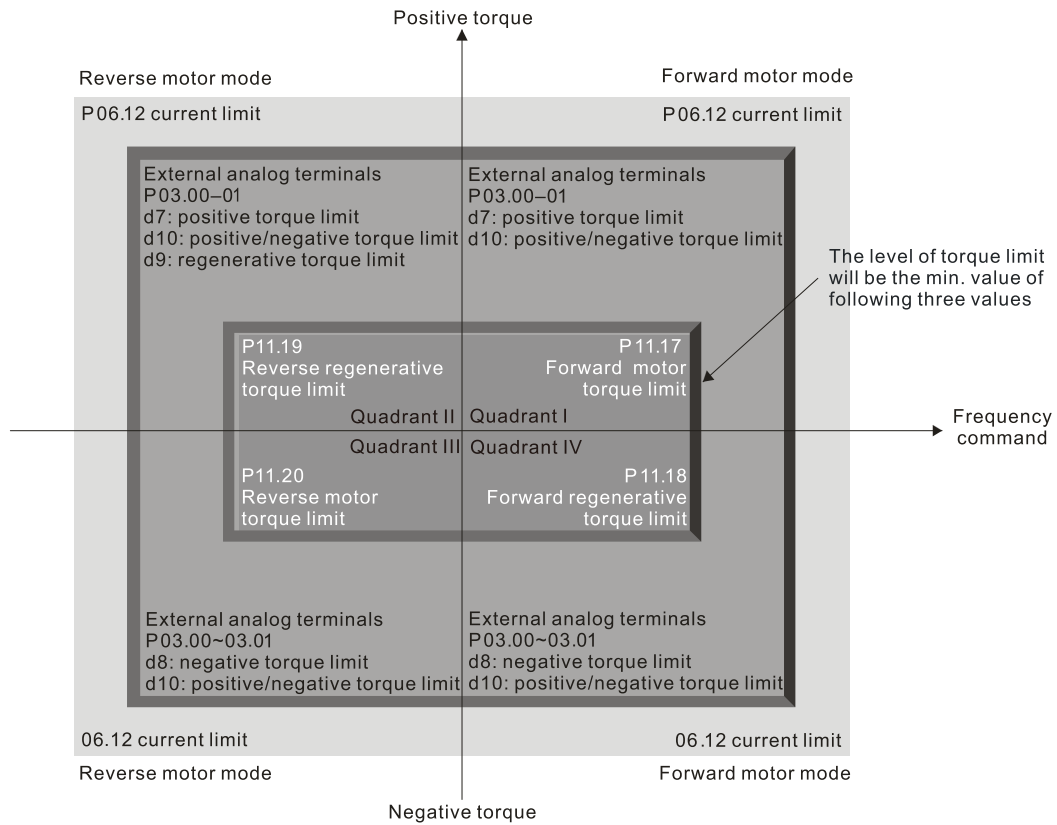 Positive torque
Reverse motor mode
Forward motor mode
P06.12 current limit
P06.12 current limit
External analog terminals
P03.00–01
d7: positive torque limit
d10: positive/negative torque limit
d9: regenerative torque limit
External analog terminals
P03.00–01
d7: positive torque limit
d10: positive/negative torque limit
The level of torque limit
will be the min. value of
following three values
P11.19
Reverse regenerative
torque limit
P11.17
Forward motor
torque limit
Quadrant II
Quadrant I
Frequency
command
Quadrant III
Quadrant IV
P11.20
Reverse motor
torque limit
P11.18
Forward regenerative
torque limit
External analog terminals
P03.00~03.01
d8: negative torque limit
d10: positive/negative torque limit
External analog terminals
P03.00~03.01
d8: negative torque limit
d10: positive/negative torque limit
06.12 current limit
06.12 current limit
Reverse motor mode
Forward motor mode
Negative torque